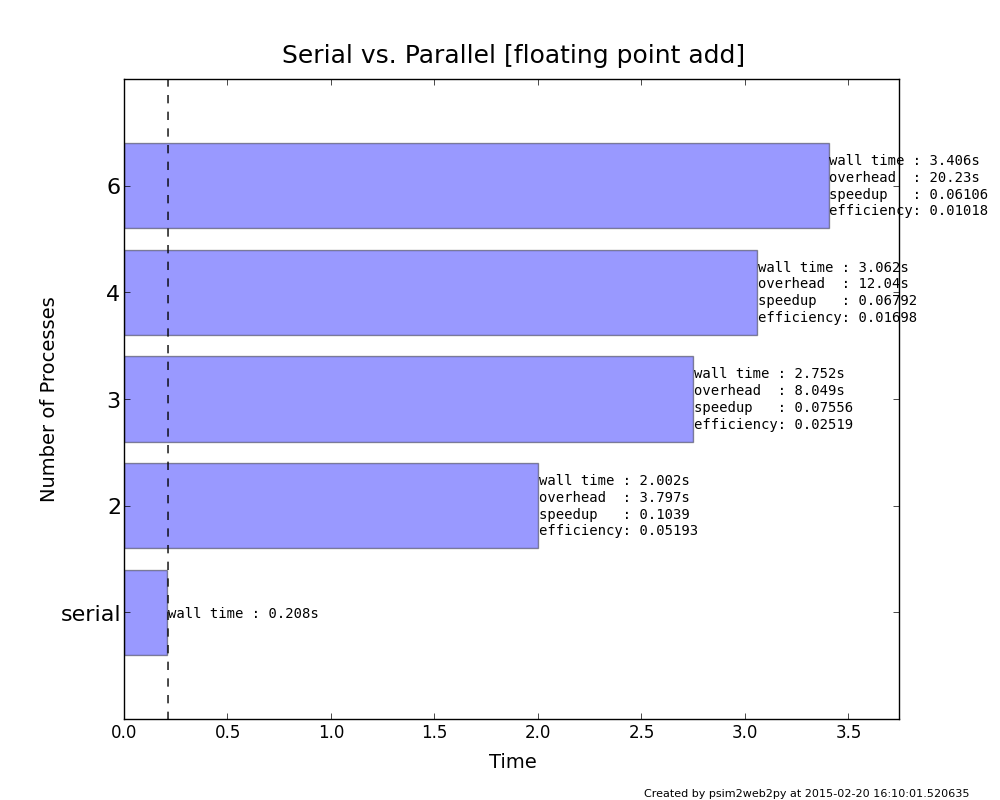 Serial vs. Parallel [floating point add]
6
wall time : 3.406s
overhead  : 20.23s
speedup   : 0.06106
efficiency: 0.01018
4
wall time : 3.062s
overhead  : 12.04s
speedup   : 0.06792
efficiency: 0.01698
3
wall time : 2.752s
overhead  : 8.049s
speedup   : 0.07556
efficiency: 0.02519
2
wall time : 2.002s
overhead  : 3.797s
speedup   : 0.1039
efficiency: 0.05193
serial
wall time : 0.208s
Number of Processes
0.0 0.5 1.0 1.5 2.0 2.5 3.0 3.5
Time
Created by psim2web2py at 2015-02-20 16:10:01.520635